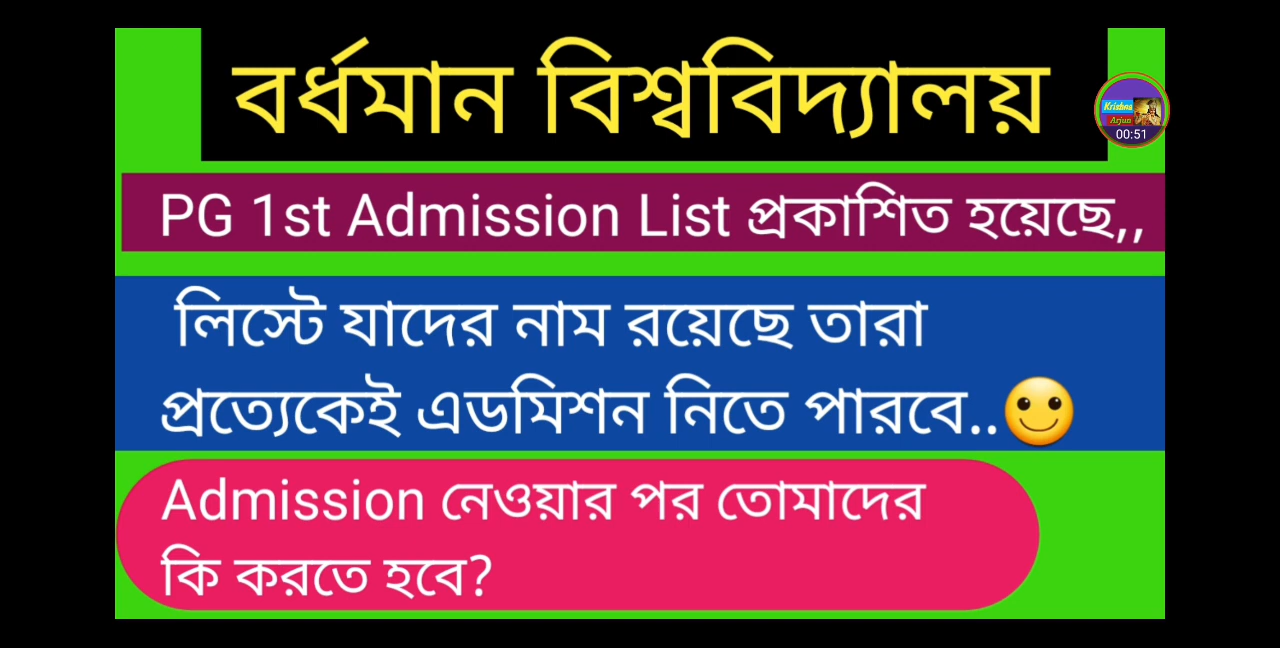 বর্ধমান বিশ্ববিদ্যালয়
Krishna
Arjun
00:51
PG 1st Admission List প্রকাশিত হয়েছে,,
লিস্টে যাদের নাম রয়েছে তারা
প্রত্যেকেই এডমিশন নিতে পারবে..🙂
Admission নেওয়ার পর তোমাদের
কি করতে হবে?